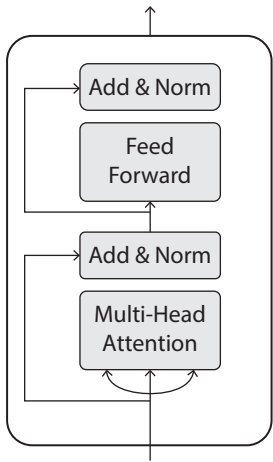 Add & Norm
Feed
Forward
Add & Norm
Multi-Head
Attention